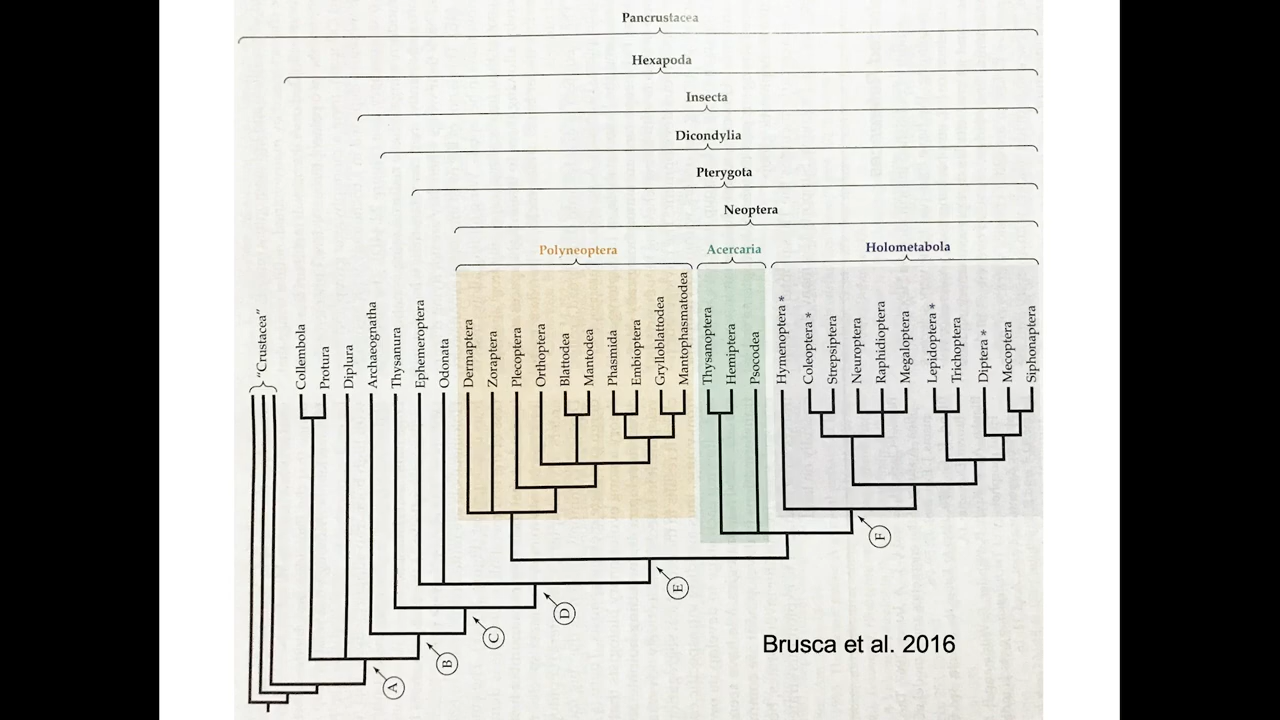 Pancrustacea
Hexapoda
Insecta
Dicondylia
Pterygota
Neoptera
Polyneoptera
Acercaria
Holometabola
"Crustacea"
Collembola
Protura
Diplura
Archaeognatha
Thysanura
Ephemeroptera
Odonata
Dermaptera
Zoraptera
Plecoptera
Orthoptera
Blattodea
Mantodea
Phasmida
Embioptera
Grylloblattodea
Mantophasmatodea
Thysanoptera
Hemiptera
Psocodea
Hymenoptera *
Coleoptera *
Strepsiptera
Neuroptera
Raphidioptera
Megaloptera
Lepidoptera *
Trichoptera
Diptera *
Mecoptera
Siphonaptera
F
E
D
C
B
A
Brusca et al. 2016